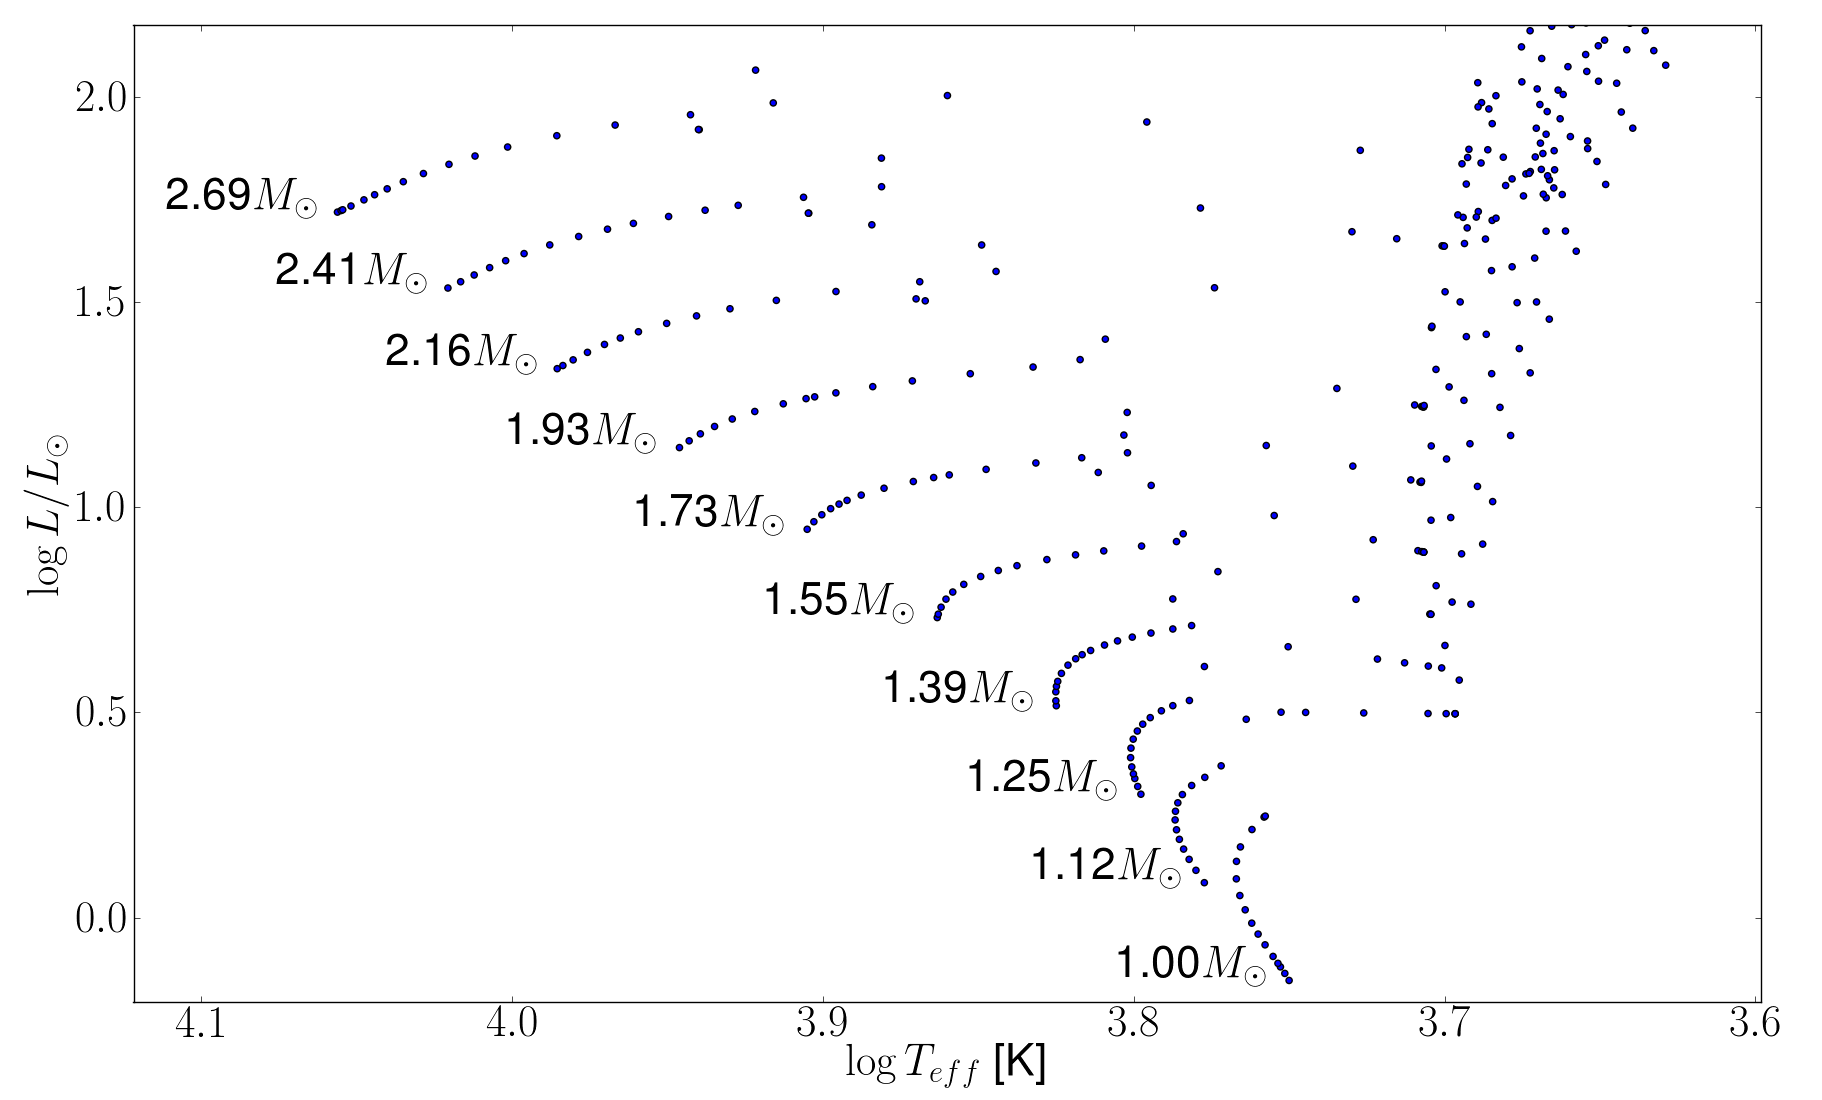 2.0
1.5
1.0
0.5
0.0
log L/L☉
2.69M☉
2.41M☉
2.16M☉
1.93M☉
1.73M☉
1.55M☉
1.39M☉
1.25M☉
1.12M☉
1.00M☉
4.1 4.0 3.9 3.8 3.7 3.6
log T_eff [K]